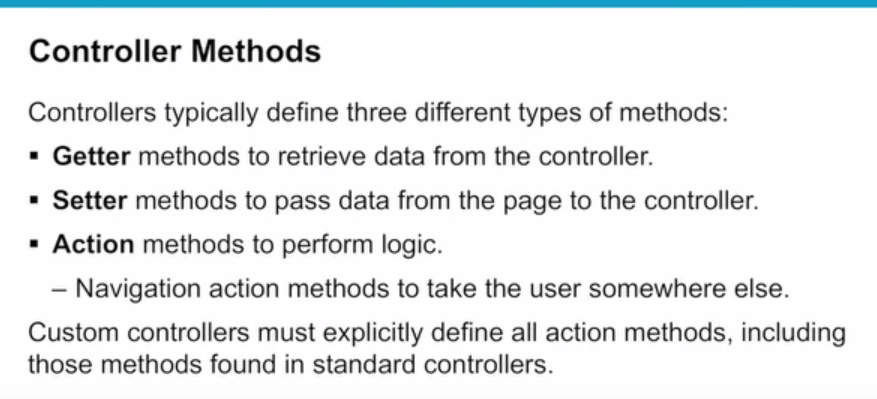 Controller Methods
Controllers typically define three different types of methods:
▪ Getter methods to retrieve data from the controller.
▪ Setter methods to pass data from the page to the controller.
▪ Action methods to perform logic.
– Navigation action methods to take the user somewhere else.
Custom controllers must explicitly define all action methods, including
those methods found in standard controllers.